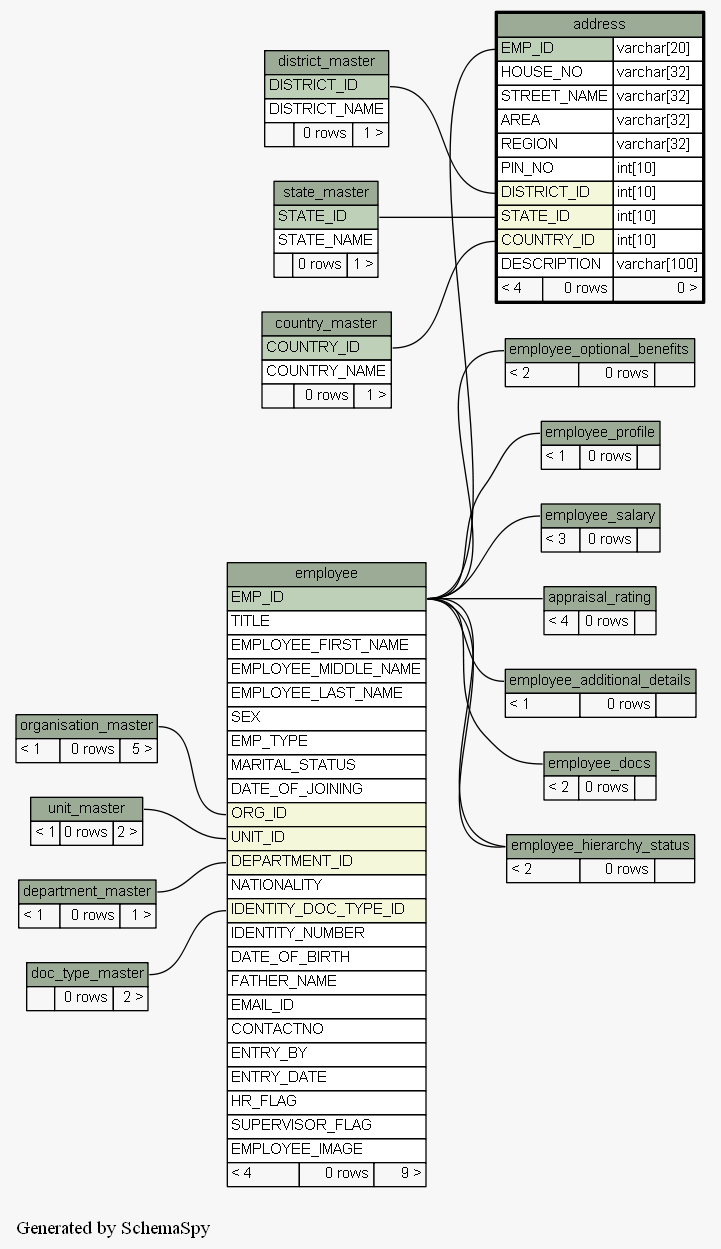 address
EMP_ID varchar[20]
HOUSE_NO varchar[32]
STREET_NAME varchar[32]
AREA varchar[32]
REGION varchar[32]
PIN_NO int[10]
DISTRICT_ID int[10]
STATE_ID int[10]
COUNTRY_ID int[10]
DESCRIPTION varchar[100]
< 4 0 rows 0 >
district_master
DISTRICT_ID
DISTRICT_NAME
0 rows 1 >
state_master
STATE_ID
STATE_NAME
0 rows 1 >
country_master
COUNTRY_ID
COUNTRY_NAME
0 rows 1 >
employee_optional_benefits
< 2 0 rows
employee_profile
< 1 0 rows
employee_salary
< 3 0 rows
appraisal_rating
< 4 0 rows
employee_additional_details
< 1 0 rows
employee_docs
< 2 0 rows
employee_hierarchy_status
< 2 0 rows
employee
EMP_ID
TITLE
EMPLOYEE_FIRST_NAME
EMPLOYEE_MIDDLE_NAME
EMPLOYEE_LAST_NAME
SEX
EMP_TYPE
MARITAL_STATUS
DATE_OF_JOINING
ORG_ID
UNIT_ID
DEPARTMENT_ID
NATIONALITY
IDENTITY_DOC_TYPE_ID
IDENTITY_NUMBER
DATE_OF_BIRTH
FATHER_NAME
EMAIL_ID
CONTACTNO
ENTRY_BY
ENTRY_DATE
HR_FLAG
SUPERVISOR_FLAG
EMPLOYEE_IMAGE
< 4 0 rows 9 >
organisation_master
< 1 0 rows 5 >
unit_master
< 1 0 rows 2 >
department_master
< 1 0 rows 1 >
doc_type_master
0 rows 2 >
Generated by SchemaSpy